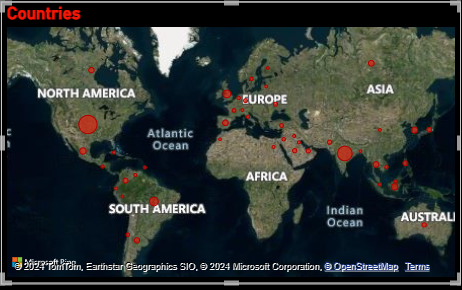 Countries
NORTH AMERICA
EUROPE
ASIA
Atlantic
Ocean
AFRICA
SOUTH AMERICA
Indian
Ocean
AUSTRALI
Microsoft Bing
© 2024 TomTom, Earthstar Geographics SIO, © 2024 Microsoft Corporation, © OpenStreetMap Terms